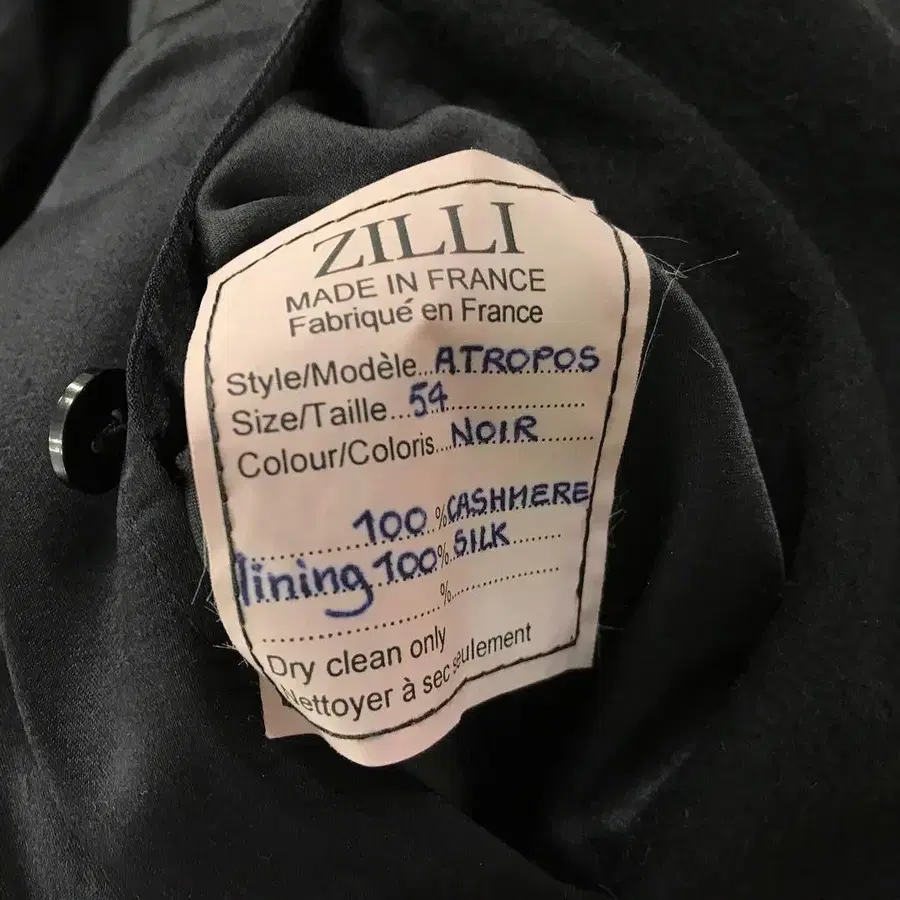 ZILLI
MADE IN FRANCE
Fabriqué en France
Style/Modèle...ATROPOS
Size/Taille...54
Colour/Coloris...NOIR
100 % CASHMERE
lining 100% SILK
%
Dry clean only
Nettoyer à sec seulement